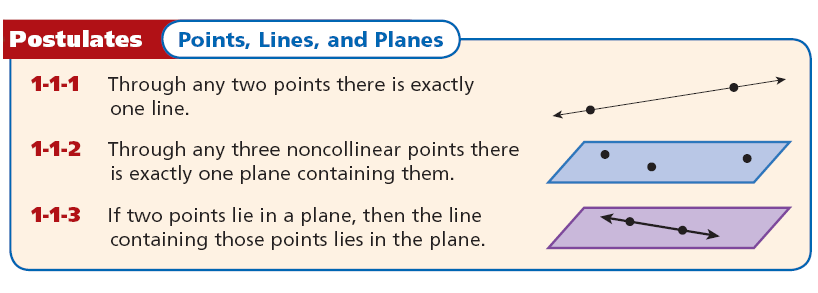 Postulates Points, Lines, and Planes
1-1-1 Through any two points there is exactly
one line.
1-1-2 Through any three noncollinear points there
is exactly one plane containing them.
1-1-3 If two points lie in a plane, then the line
containing those points lies in the plane.